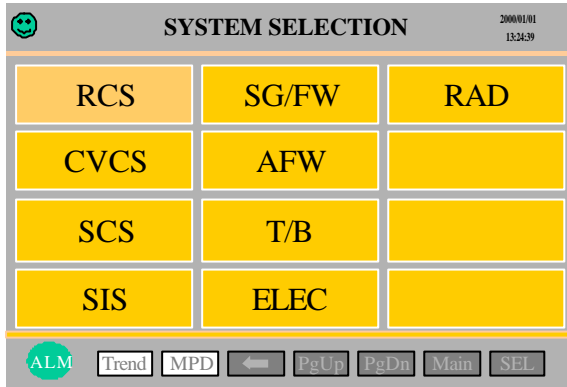 SYSTEM SELECTION
2000/01/01
13:24:39
RCS SG/FW RAD
CVCS AFW
SCS T/B
SIS ELEC
ALM Trend MPD PgUp PgDn Main SEL